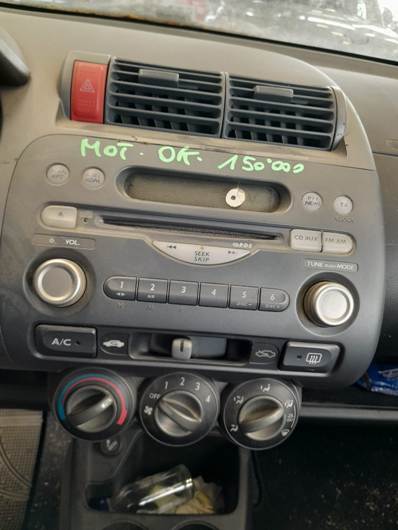 MOT. OK. 150'000
CD AUX FM AM
VOL.
SEEK
SKIP
TUNE PUSH MODE
1 2 3 4 5 6
A/C
OFF 1 2 3 4